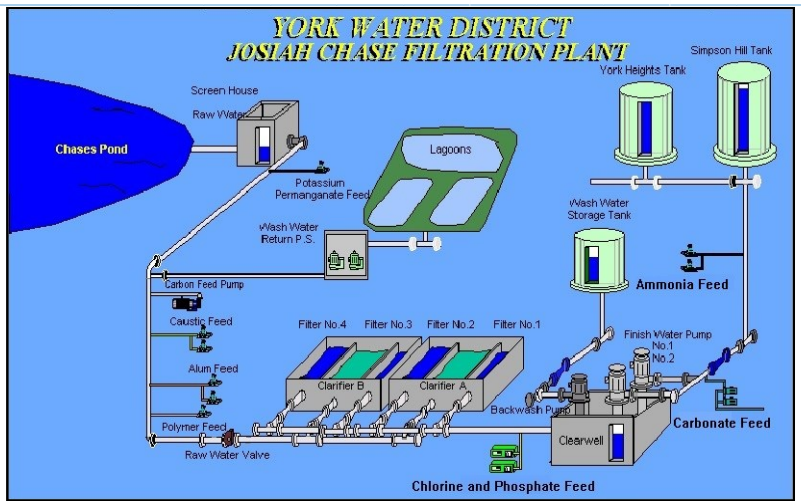 YORK WATER DISTRICT
JOSIAH CHASE FILTRATION PLANT
Simpson Hill Tank
York Heights Tank
Screen House
Raw Water
Chases Pond
Lagoons
Potassium
Permanganate Feed
Wash Water
Storage Tank
Wash Water
Return P.S.
Carbon Feed Pump
Ammonia Feed
Caustic Feed
Filter No.4
Filter No.3
Filter No.2
Filter No.1
Finish Water Pump
No.1
No.2
Alum Feed
Clarifier B
Clarifier A
Backwash Pump
Carbonate Feed
Polymer Feed
Clearwell
Raw Water Valve
Chlorine and Phosphate Feed